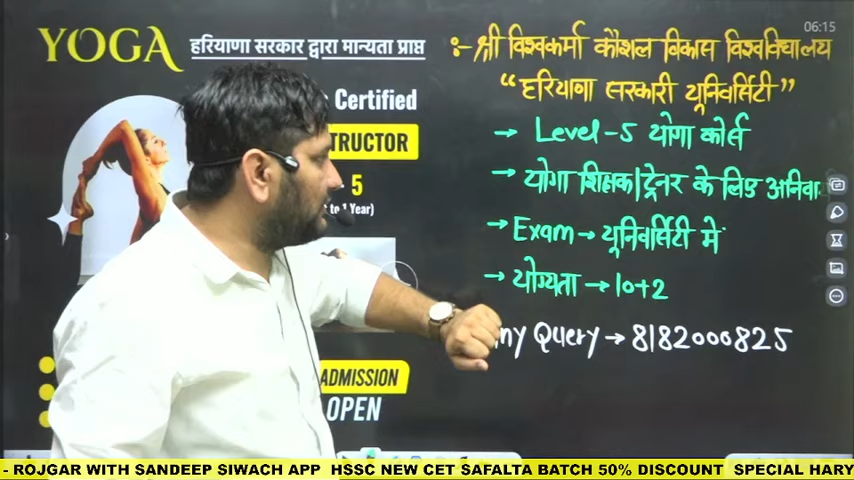 YOGA
हरियाणा सरकार द्वारा मान्यता प्राप्त
Certified
TRUCTOR
5
to 1 Year)
ADMISSION
OPEN
06:15
:- श्री विश्वकर्मा कौशल विकास विश्वविद्यालय
“हरियाणा सरकारी यूनिवर्सिटी”
→ Level-5 योगा कोर्स
→ योगा शिक्षक/ट्रेनर के लिए अनिवा
→ Exam → यूनिवर्सिटी में
→ योग्यता → 10+2
ny Query → 8182000825
- ROJGAR WITH SANDEEP SIWACH APP HSSC NEW CET SAFALTA BATCH 50% DISCOUNT SPECIAL HARY